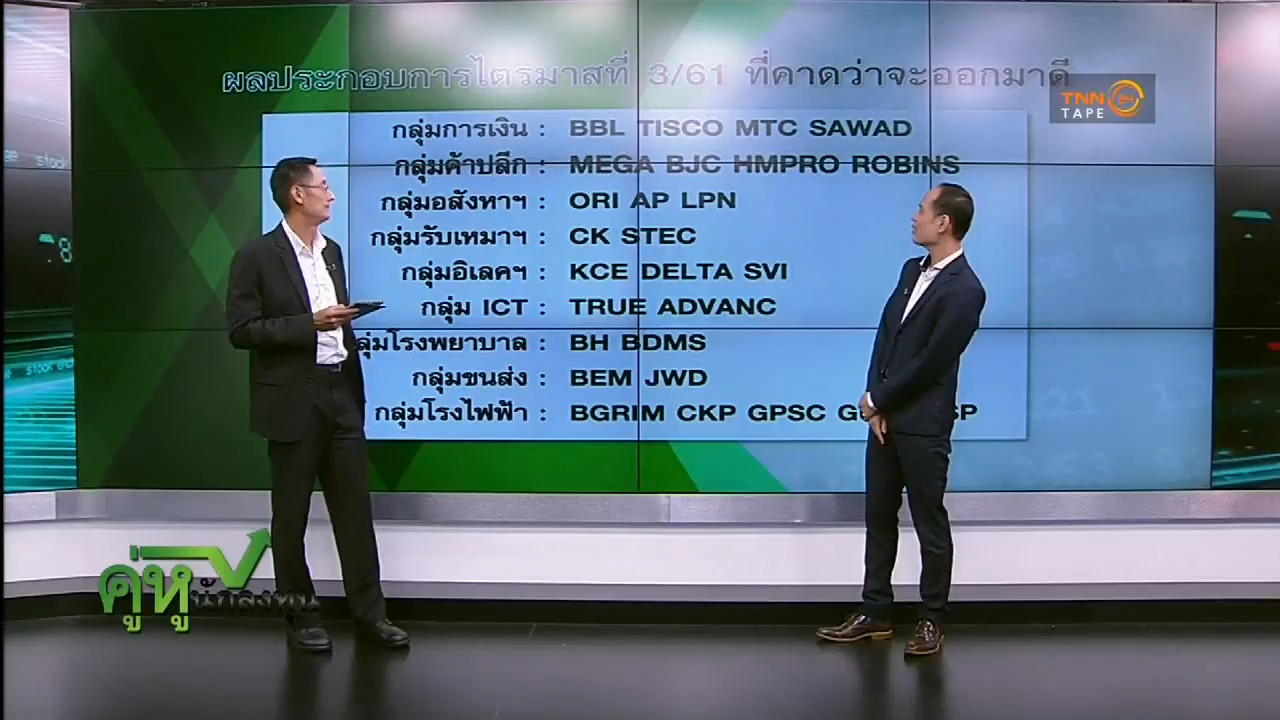 ผลประกอบการไตรมาสที่ 3/61 ที่คาดว่าจะออกมาดี
TNN 24
TAPE
กลุ่มการเงิน : BBL TISCO MTC SAWAD
กลุ่มค้าปลีก : MEGA BJC HMPRO ROBINS
กลุ่มอสังหาฯ : ORI AP LPN
กลุ่มรับเหมาฯ : CK STEC
กลุ่มอิเลคฯ : KCE DELTA SVI
กลุ่ม ICT : TRUE ADVANC
ลุ่มโรงพยาบาล : BH BDMS
กลุ่มขนส่ง : BEM JWD
กลุ่มโรงไฟฟ้า : BGRIM CKP GPSC
คู่หู
นักลงทุน
stock